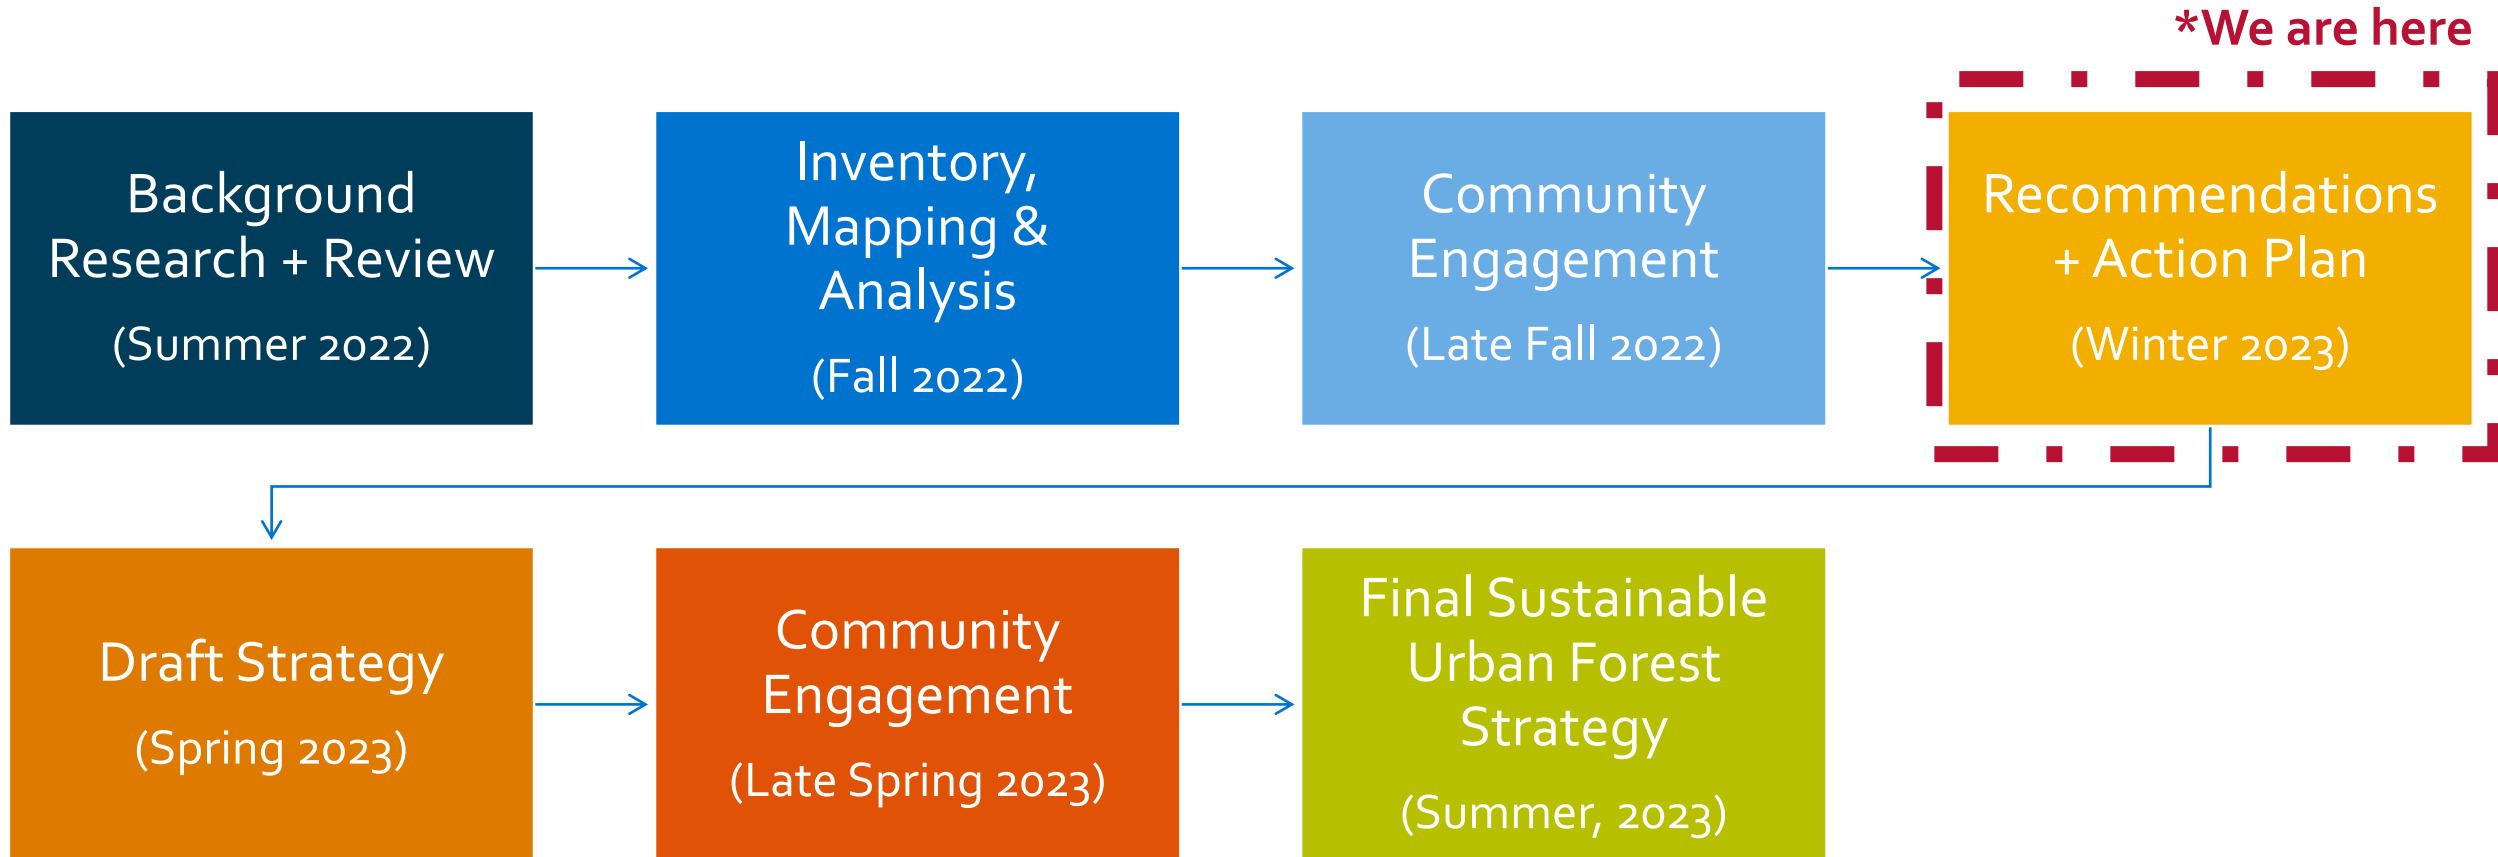 *We are here
Background
Research + Review
(Summer 2022)
Inventory,
Mapping &
Analysis
(Fall 2022)
Community
Engagement
(Late Fall 2022)
Recommendations
+ Action Plan
(Winter 2023)
Draft Strategy
(Spring 2023)
Community
Engagement
(Late Spring 2023)
Final Sustainable
Urban Forest
Strategy
(Summer, 2023)